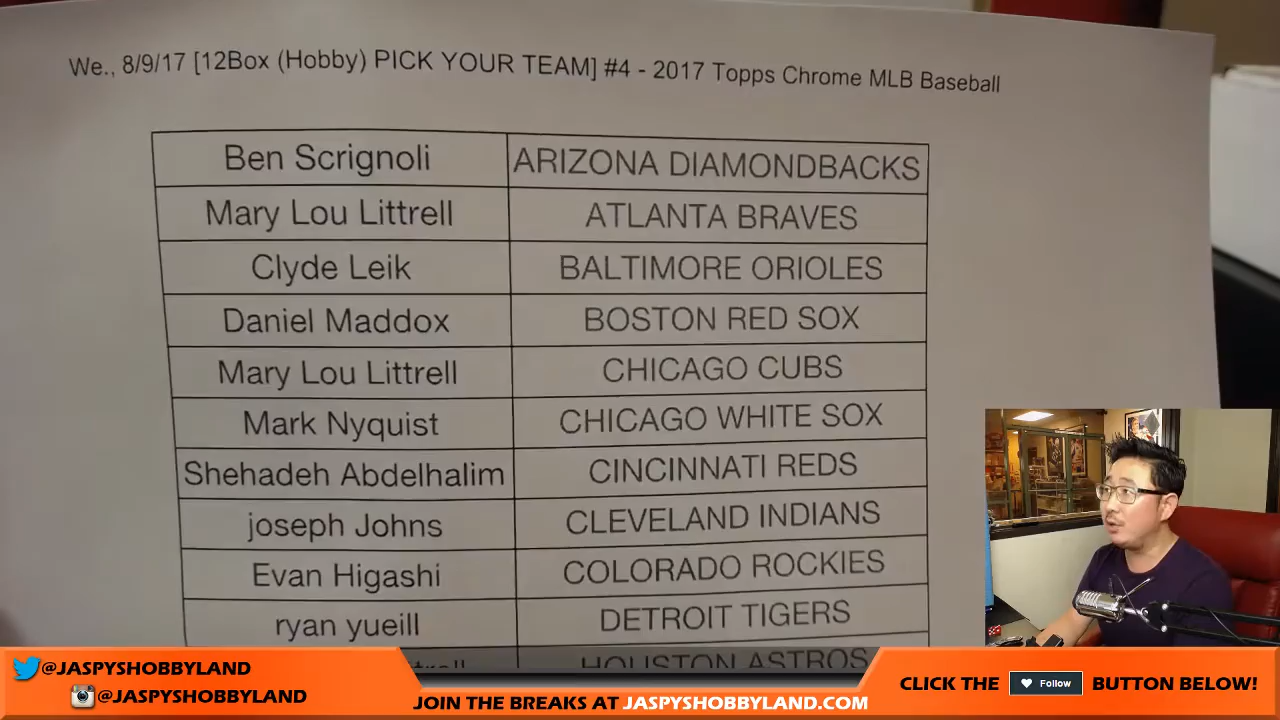 We., 8/9/17 [12Box (Hobby) PICK YOUR TEAM] #4 - 2017 Topps Chrome MLB Baseball
Ben Scrignoli ARIZONA DIAMONDBACKS
Mary Lou Littrell ATLANTA BRAVES
Clyde Leik BALTIMORE ORIOLES
Daniel Maddox BOSTON RED SOX
Mary Lou Littrell CHICAGO CUBS
Mark Nyquist CHICAGO WHITE SOX
Shehadeh Abdelhalim CINCINNATI REDS
joseph Johns CLEVELAND INDIANS
Evan Higashi COLORADO ROCKIES
ryan yueill DETROIT TIGERS
HOUSTON ASTROS
@JASPYSHOBBYLAND
@JASPYSHOBBYLAND
JOIN THE BREAKS AT JASPYSHOBBYLAND.COM
CLICK THE Follow BUTTON BELOW!